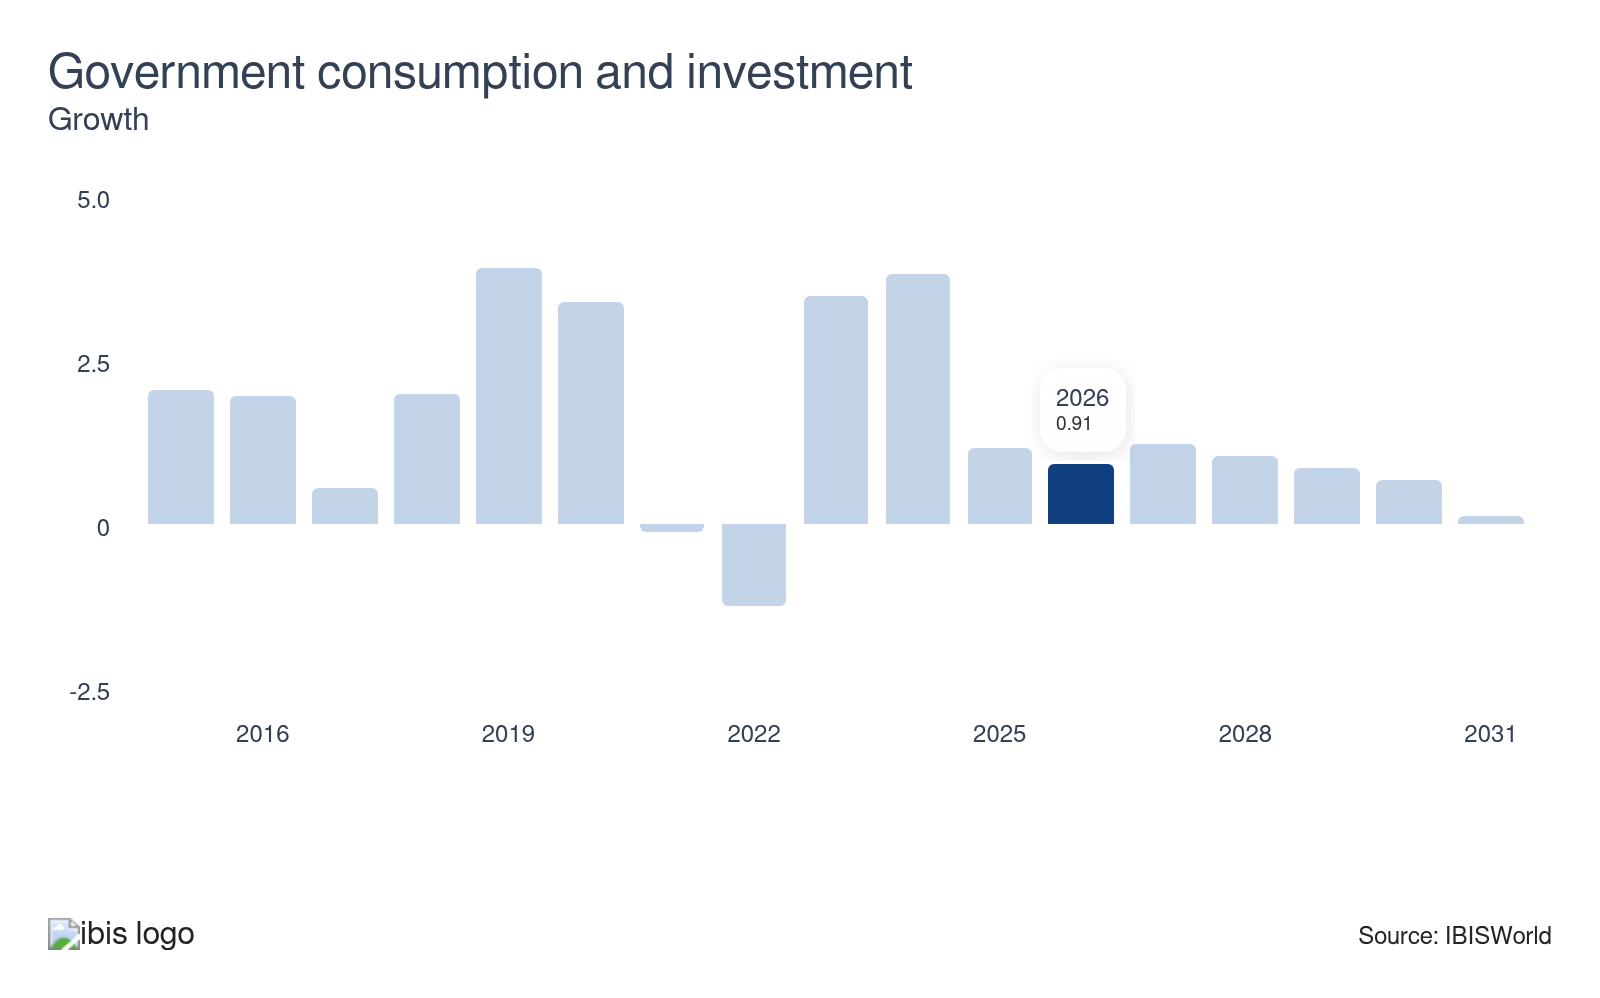 Government consumption and investment
Growth
5.0
2.5
0
-2.5
2026
0.91
2016 2019 2022 2025 2028 2031
ibis logo
Source: IBISWorld